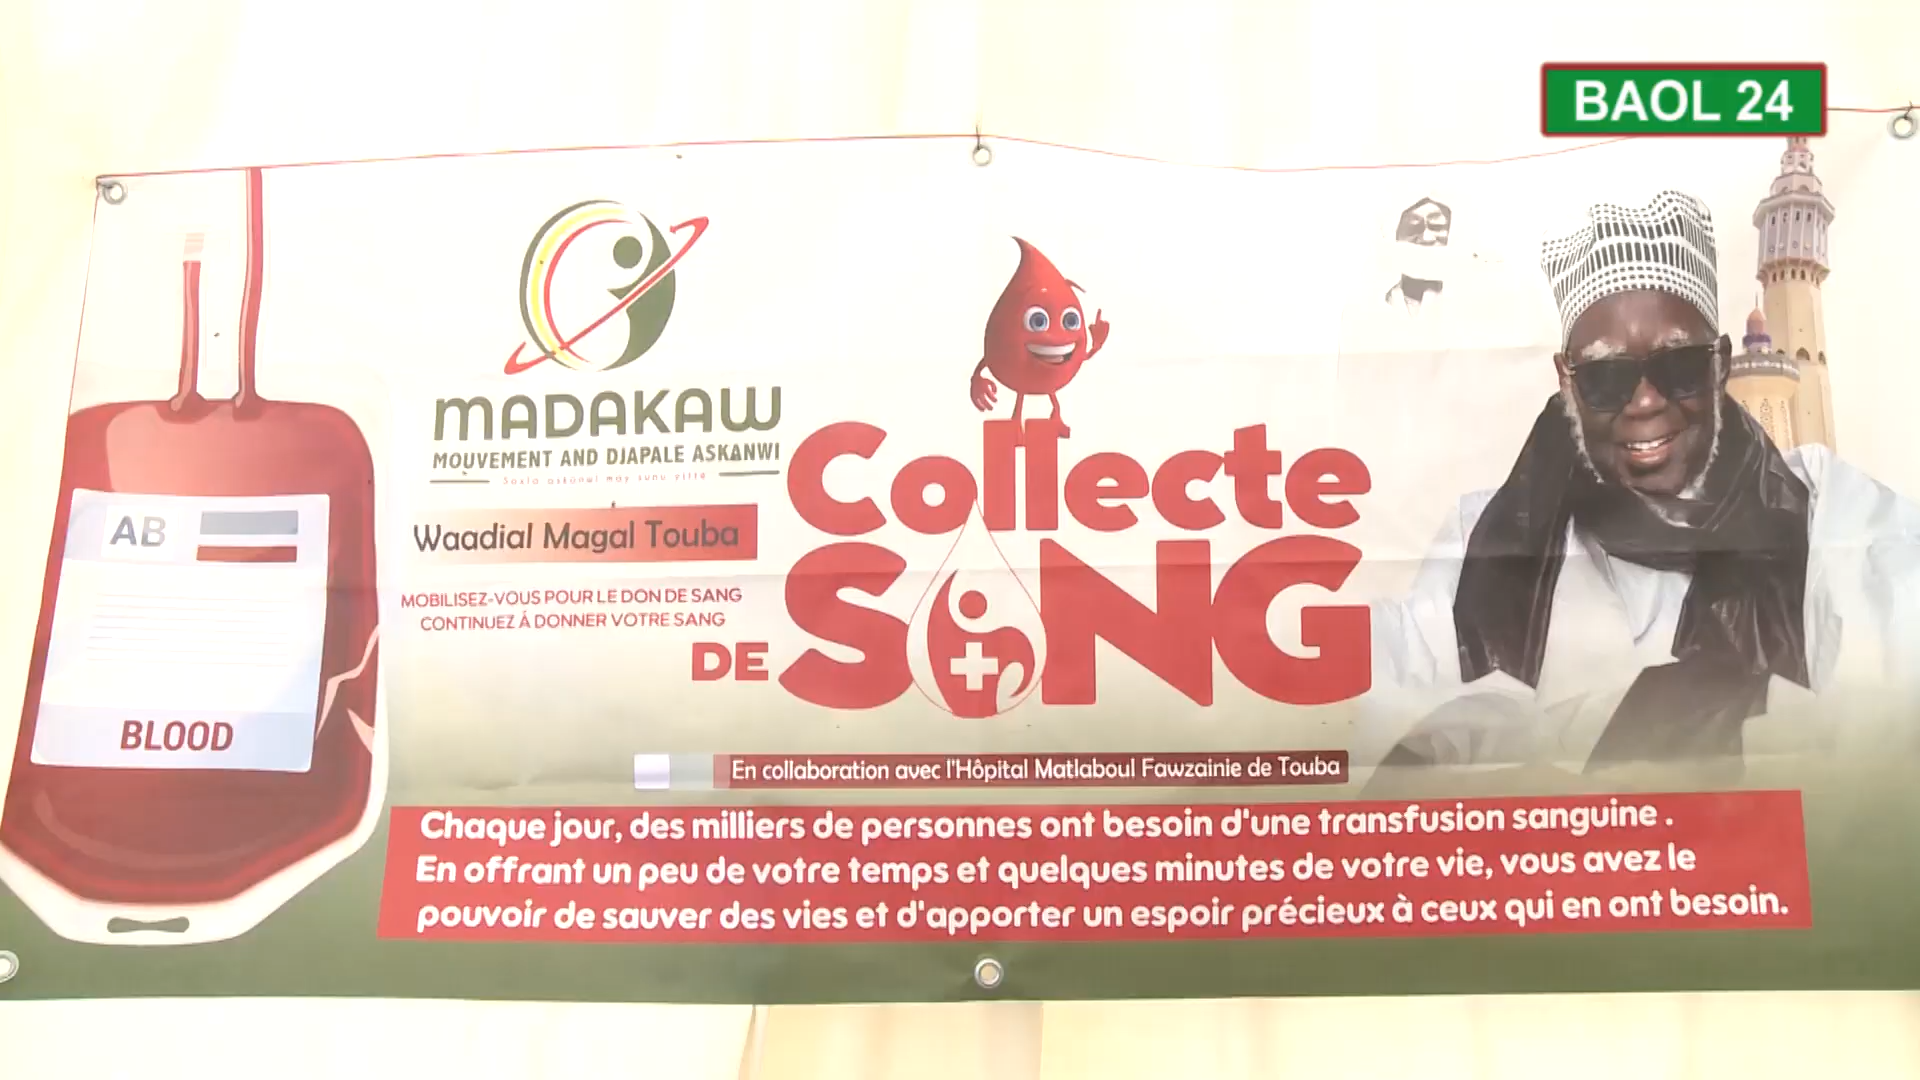 BAOL 24
MADAKAW
MOUVEMENT AND DJAPALE ASKANWI
Waadial Magal Touba
MOBILISEZ-VOUS POUR LE DON DE SANG
CONTINUEZ À DONNER VOTRE SANG
Collecte
DE SANG
AB
BLOOD
En collaboration avec l'Hôpital Matlaboul Fawzainie de Touba
Chaque jour, des milliers de personnes ont besoin d'une transfusion sanguine .
En offrant un peu de votre temps et quelques minutes de votre vie, vous avez le
pouvoir de sauver des vies et d'apporter un espoir précieux à ceux qui en ont besoin.